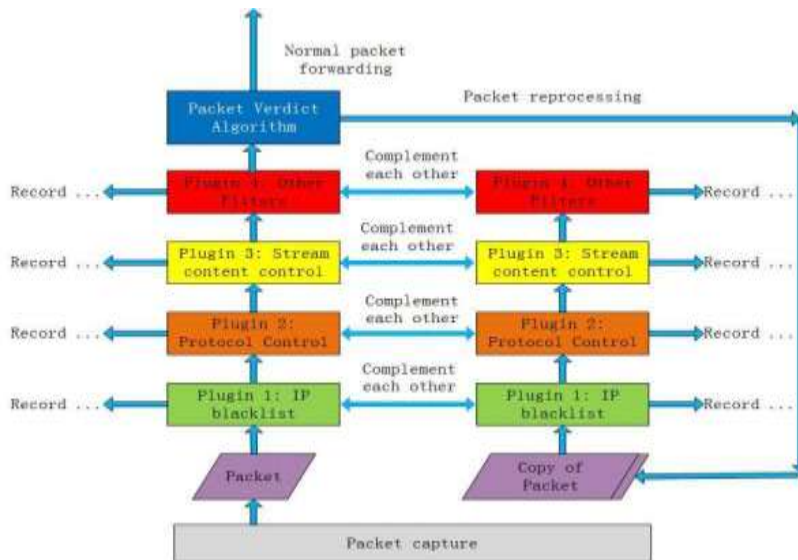 Normal packet
forwarding
Packet Verdict
Algorithm
Packet reprocessing
Record ...
Plugin 4: Other
Filters
Complement
each other
Plugin 4: Other
Filters
Record ...
Record ...
Plugin 3: Stream
content control
Complement
each other
Plugin 3: Stream
content control
Record ...
Record ...
Plugin 2:
Protocol Control
Complement
each other
Plugin 2:
Protocol Control
Record ...
Record ...
Plugin 1: IP
blacklist
Complement
each other
Plugin 1: IP
blacklist
Record ...
Packet
Copy of
Packet
Packet capture